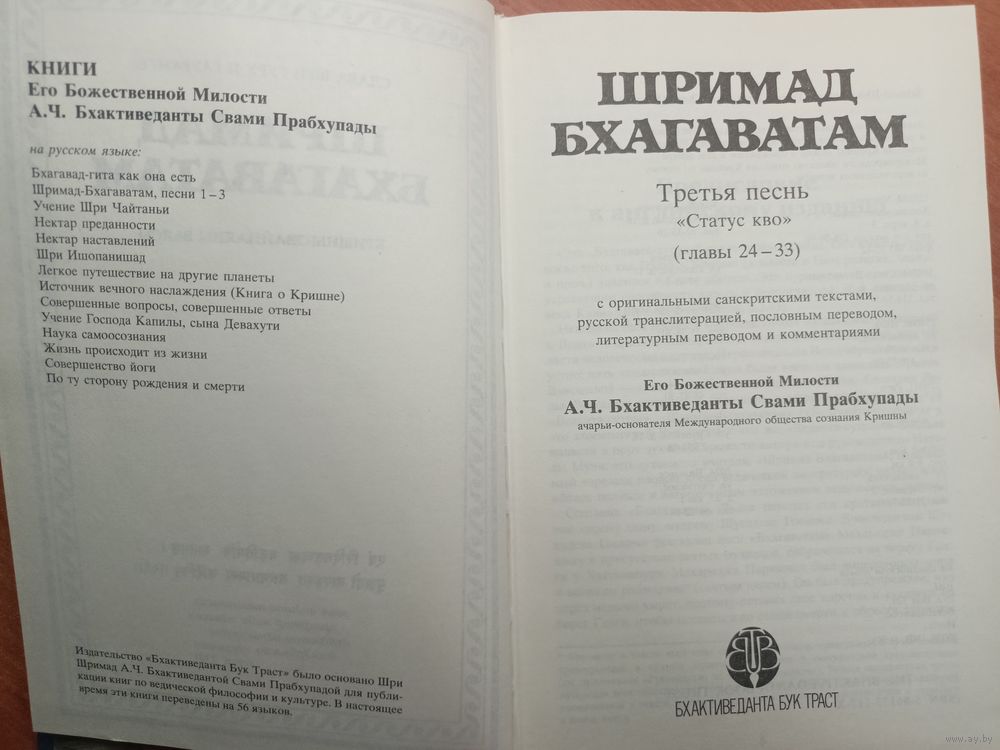 КНИГИ
Его Божественной Милости
А.Ч. Бхактиведанты Свами Прабхупады
на русском языке:
Бхагавад-гита как она есть
Шримад-Бхагаватам, песни 1–3
Учение Шри Чайтаньи
Нектар преданности
Нектар наставлений
Шри Ишопанишад
Легкое путешествие на другие планеты
Источник вечного наслаждения (Книга о Кришне)
Совершенные вопросы, совершенные ответы
Учение Господа Капилы, сына Девахути
Наука самоосознания
Жизнь происходит из жизни
Совершенство йоги
По ту сторону рождения и смерти
Издательство «Бхактиведанта Бук Траст» было основано Шри
Шримад А.Ч. Бхактиведантой Свами Прабхупадой для публи-
кации книг по ведической философии и культуре. В настоящее
время эти книги переведены на 56 языков.
ШРИМАД
БХАГАВАТАМ
Третья песнь
«Статус кво»
(главы 24–33)
с оригинальными санскритскими текстами,
русской транслитерацией, пословным переводом,
литературным переводом и комментариями
Его Божественной Милости
А.Ч. Бхактиведанты Свами Прабхупады
ачарьи-основателя Международного общества сознания Кришны
BTB
БХАКТИВЕДАНТА БУК ТРАСТ
www.ay.by